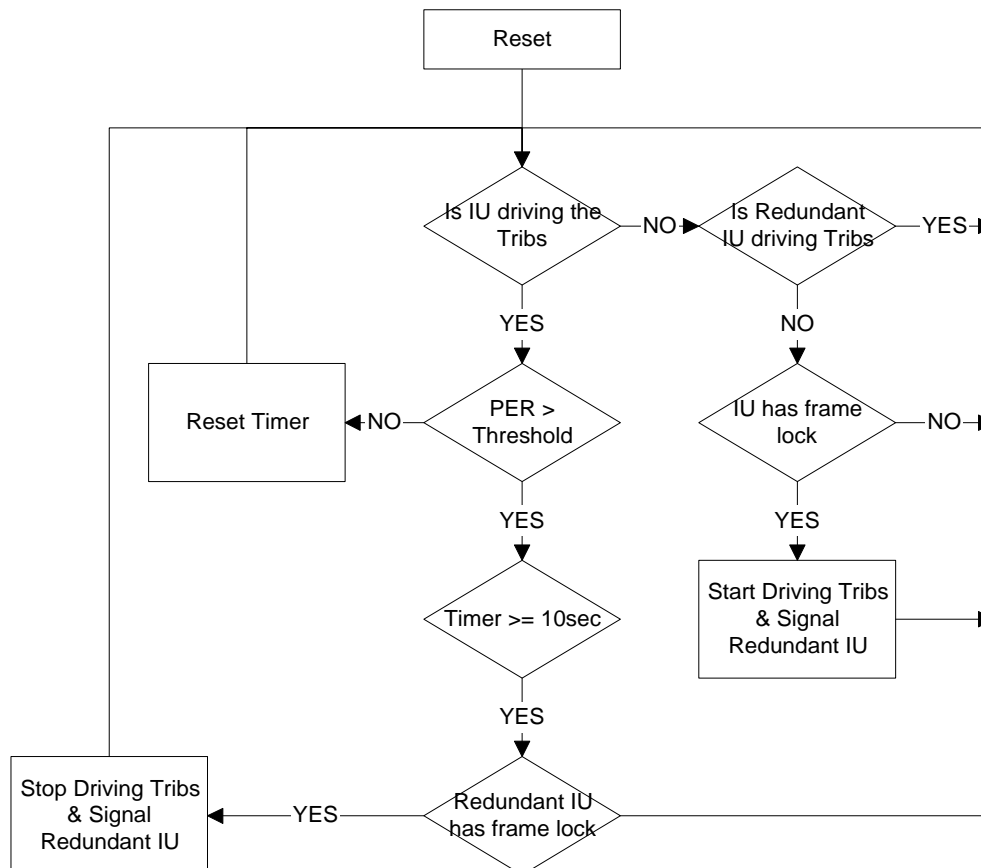 Reset
Is IU driving the
Tribs
NO
Is Redundant
IU driving Tribs
YES
YES
NO
Reset Timer
NO
PER >
Threshold
IU has frame
lock
NO
YES
YES
Timer >= 10sec
Start Driving Tribs
& Signal
Redundant IU
YES
Stop Driving Tribs
& Signal
Redundant IU
YES
Redundant IU
has frame lock